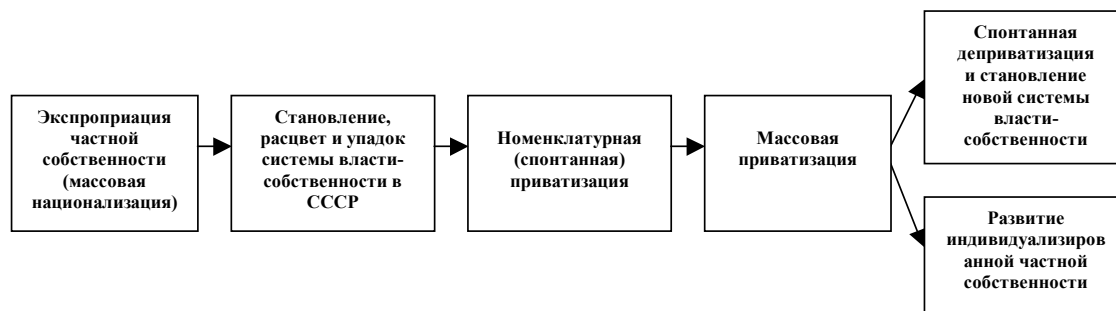 Экспроприация
частной
собственности
(массовая
национализация)
Становление,
расцвет и упадок
системы власти-
собственности в
СССР
Номенклатурная
(спонтанная)
приватизация
Массовая
приватизация
Спонтанная
деприватизация
и становление
новой системы
власти-
собственности
Развитие
индивидуализиров
анной частной
собственности